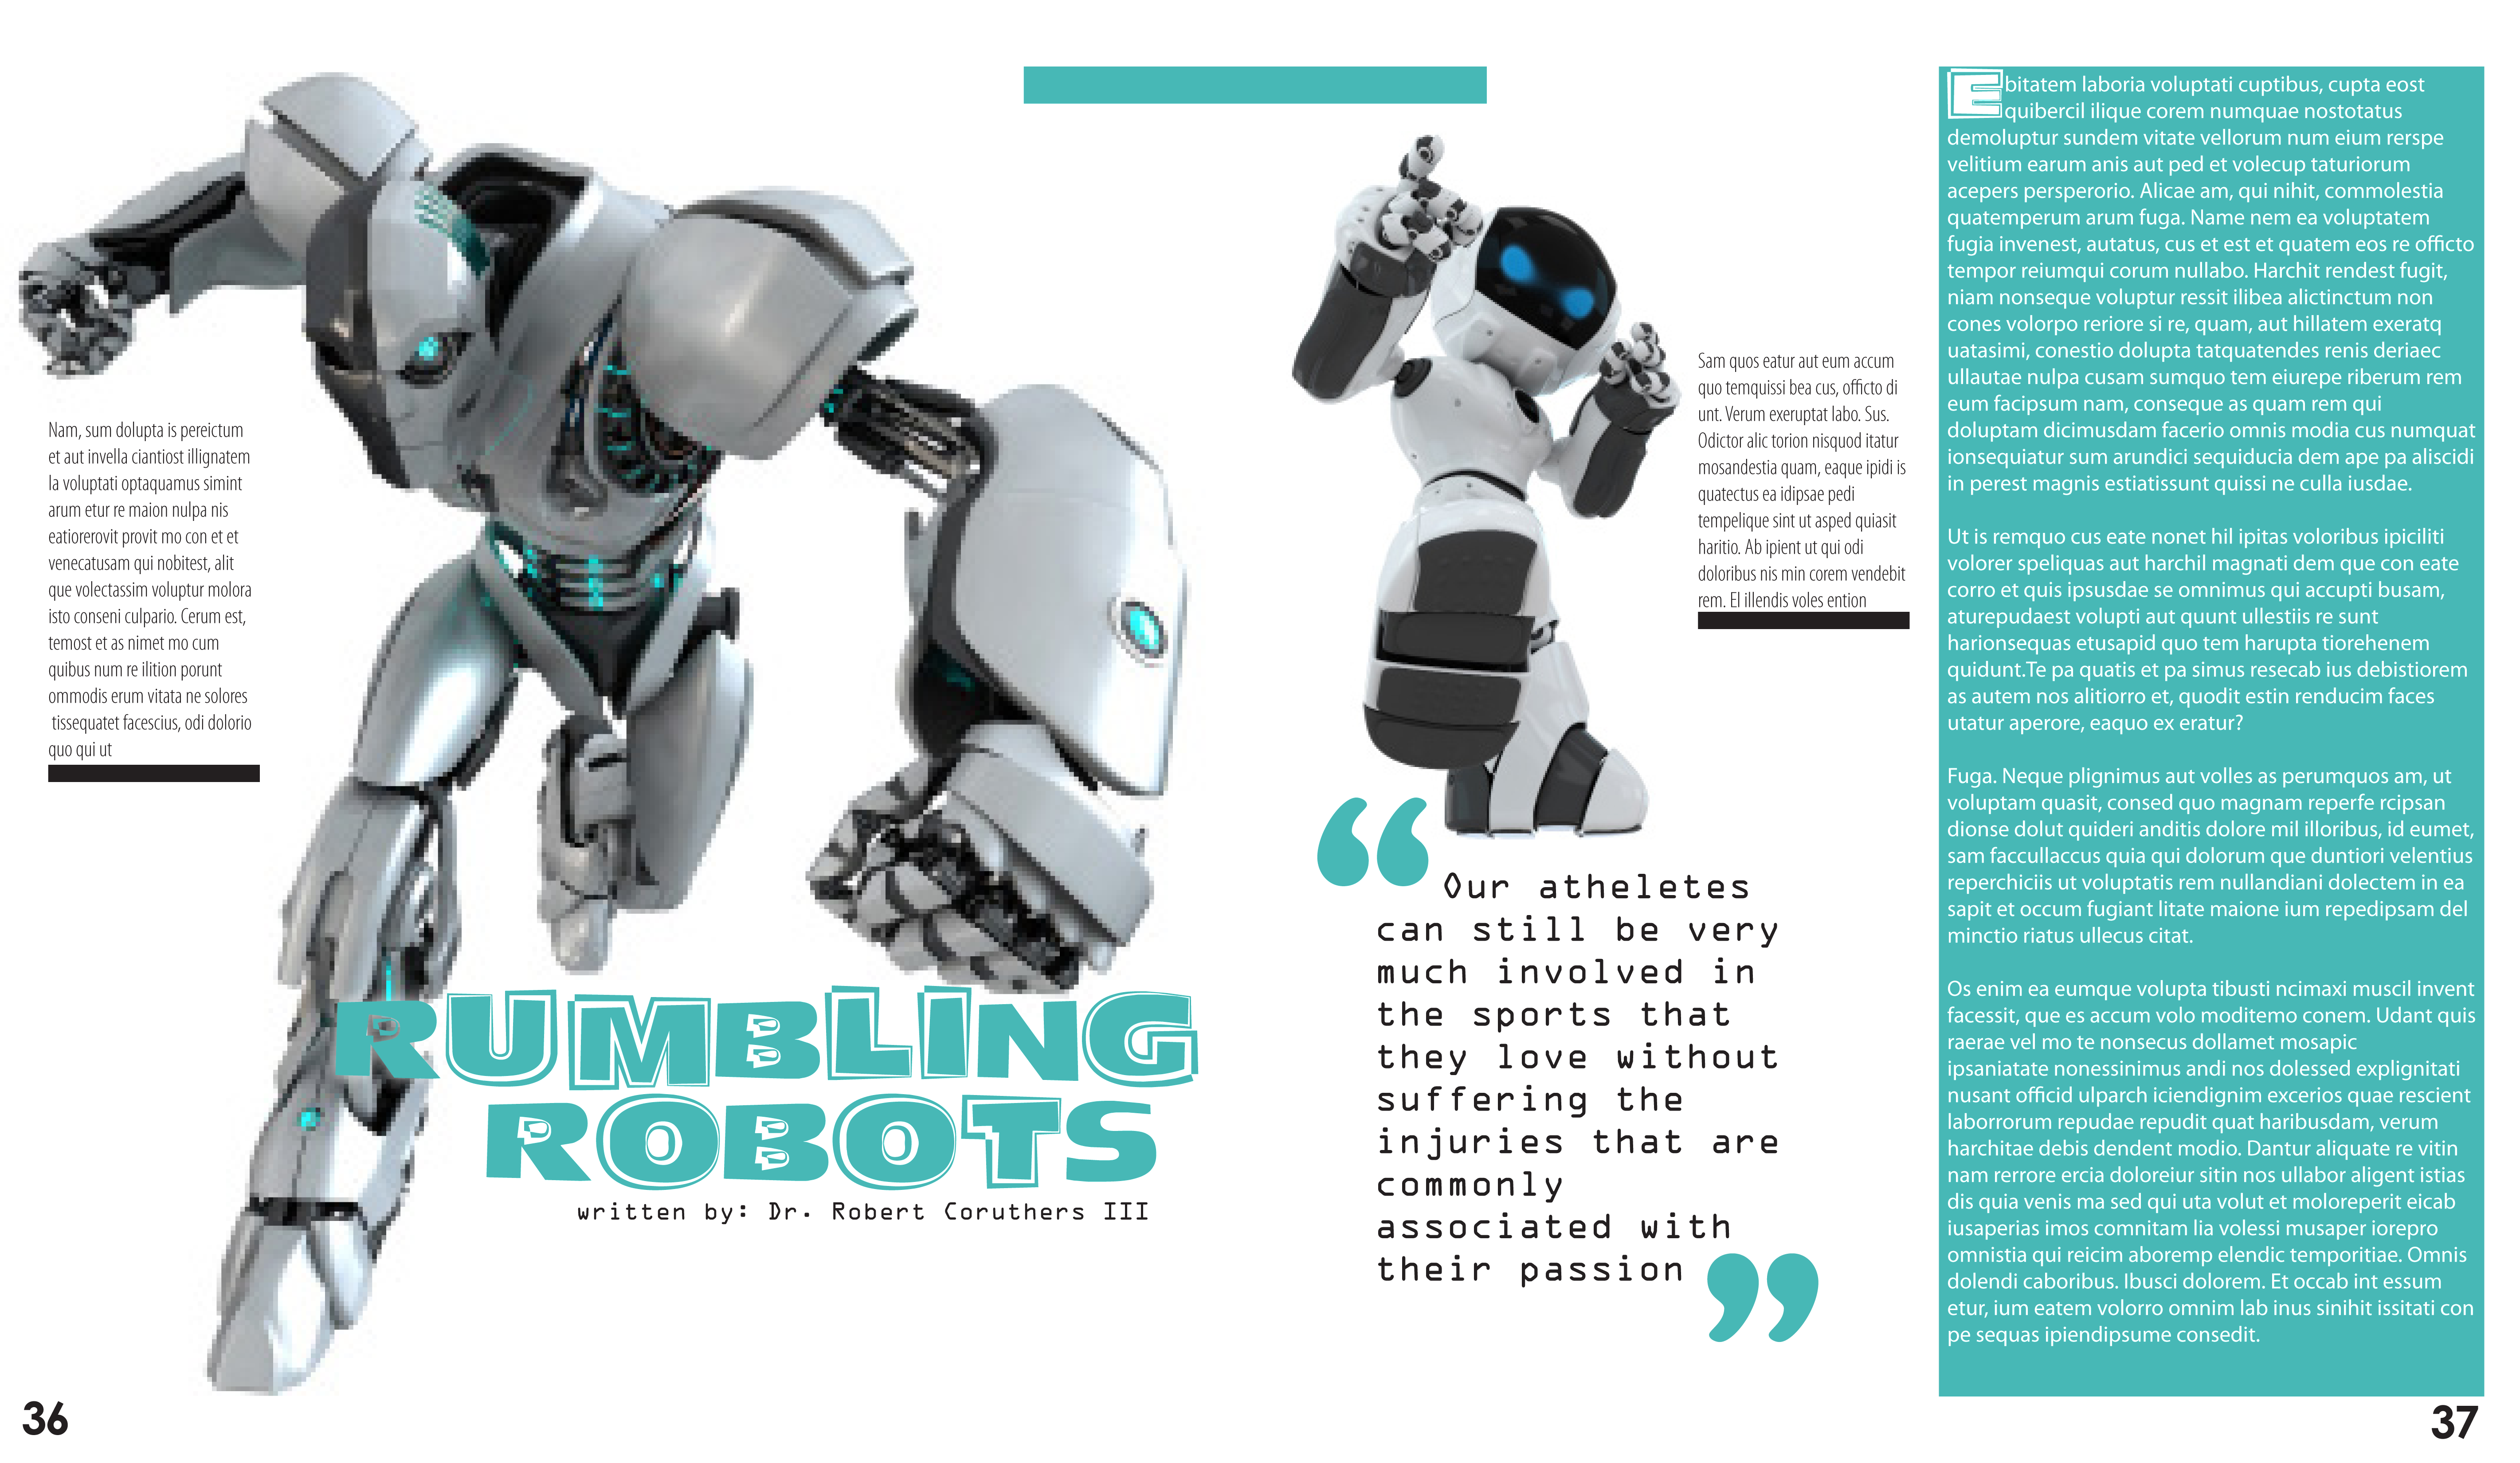 Nam, sum dolupta is pereictum
et aut invella ciantiost illignatem
la voluptati optaquamus simint
arum etur re maion nulpa nis
eatiorerovit provit mo con et et
venecatusam qui nobitest, alit
que volectassim voluptur molora
isto conseni culpario. Cerum est,
temost et as nimet mo cum
quibus num re ilition porunt
ommodis erum vitata ne solores
tissequatet facescius, odi dolorio
quo qui ut
RUMBLING
ROBOTS
written by: Dr. Robert Coruthers III
36
Sam quos eatur aut eum accum
quo temquissi bea cus, officto di
unt. Verum exeruptat labo. Sus.
Odictor alic torion nisquod itatur
mosandestia quam, eaque ipidi is
quatectus ea idipsae pedi
tempelique sint ut asped quiasit
haritio. Ab ipient ut qui odi
doloribus nis min corem vendebit
rem. El illendis voles ention
“ Our atheletes
can still be very
much involved in
the sports that
they love without
suffering the
injuries that are
commonly
associated with
their passion ”
Ebitatem laboria voluptati cuptibus, cupta eost
quibercil ilique corem numquae nostotatus
demoluptur sundem vitate vellorum num eium rerspe
velitium earum anis aut ped et volecup taturiorum
acepers persperorio. Alicae am, qui nihit, commolestia
quatemperum arum fuga. Name nem ea voluptatem
fugia invenest, autatus, cus et est et quatem eos re officto
tempor reiumqui corum nullabo. Harchit rendest fugit,
niam nonseque voluptur ressit ilibea alictinctum non
cones volorpo reriore si re, quam, aut hillatem exeratq
uatasimi, conestio dolupta tatquatendes renis deriaec
ullautae nulpa cusam sumquo tem eiurepe riberum rem
eum facipsum nam, conseque as quam rem qui
doluptam dicimusdam facerio omnis modia cus numquat
ionsequiatur sum arundici sequiducia dem ape pa aliscidi
in perest magnis estiatissunt quissi ne culla iusdae.
Ut is remquo cus eate nonet hil ipitas voloribus ipiciliti
volorer speliquas aut harchil magnati dem que con eate
corro et quis ipsusdae se omnimus qui accupti busam,
aturepudaest volupti aut quunt ullestiis re sunt
harionsequas etusapid quo tem harupta tiorehenem
quidunt.Te pa quatis et pa simus resecab ius debistiorem
as autem nos alitiorro et, quodit estin renducim faces
utatur aperore, eaquo ex eratur?
Fuga. Neque plignimus aut volles as perumquos am, ut
voluptam quasit, consed quo magnam reperfe rcipsan
dionse dolut quideri anditis dolore mil illoribus, id eumet,
sam faccullaccus quia qui dolorum que duntiori velentius
reperchiciis ut voluptatis rem nullandiani dolectem in ea
sapit et occum fugiant litate maione ium repedipsam del
minctio riatus ullecus citat.
Os enim ea eumque volupta tibusti ncimaxi muscil invent
facessit, que es accum volo moditemo conem. Udant quis
raerae vel mo te nonsecus dollamet mosapic
ipsaniatate nonessinimus andi nos dolessed explignitati
nusant officid ulparch iciendignim excerios quae rescient
laborrorum repudae repudit quat haribusdam, verum
harchitae debis dendent modio. Dantur aliquate re vitin
nam rerrore ercia doloreiur sitin nos ullabor aligent istias
dis quia venis ma sed qui uta volut et moloreperit eicab
iusaperias imos comnitam lia volessi musaper iorepro
omnistia qui reicim aboremp elendic temporitiae. Omnis
dolendi caboribus. Ibusci dolorem. Et occab int essum
etur, ium eatem volorro omnim lab inus sinihit issitati con
pe sequas ipiendipsume consedit.
37